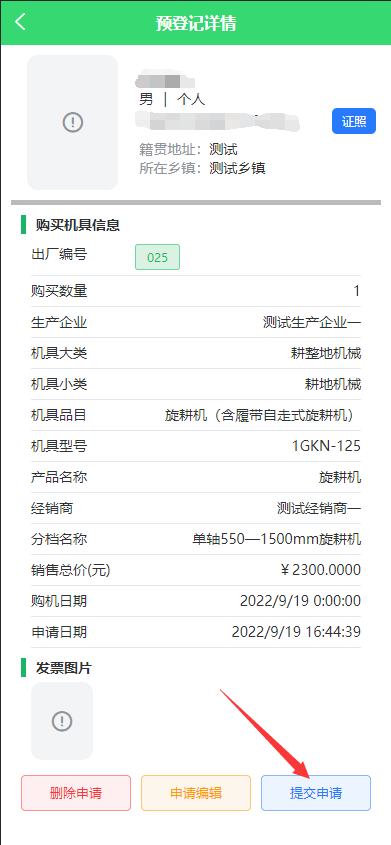 预登记详情
男 | 个人
证照
籍贯地址：测试
所在乡镇：测试乡镇
购买机具信息
出厂编号 025
购买数量 1
生产企业 测试生产企业一
机具大类 耕整地机械
机具小类 耕地机械
机具品目 旋耕机（含履带自走式旋耕机）
机具型号 1GKN-125
产品名称 旋耕机
经销商 测试经销商一
分档名称 单轴550—1500mm旋耕机
销售总价(元) ￥2300.0000
购机日期 2022/9/19 0:00:00
申请日期 2022/9/19 16:44:39
发票图片
删除申请 申请编辑 提交申请